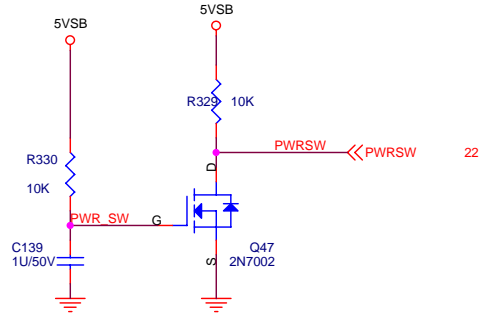 5VSB
5VSB
R329 10K
PWRSW
PWRSW
22
R330
10K
D
PWR_SW
G
C139
1U/50V
Q47
2N7002
S